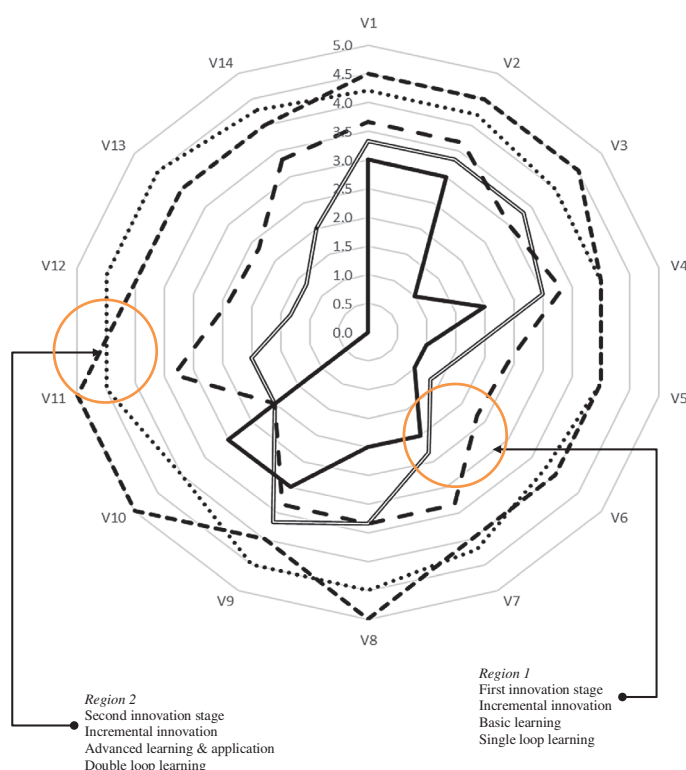 V1
5.0
V14
V2
4.5
4.0
V13
3.5
V3
3.0
2.5
2.0
1.5
V12
1.0
V4
0.5
0.0
V11
V5
V10
V6
V9
V7
V8
Region 2
Second innovation stage
Incremental innovation
Advanced learning & application
Double loop learning
Region 1
First innovation stage
Incremental innovation
Basic learning
Single loop learning